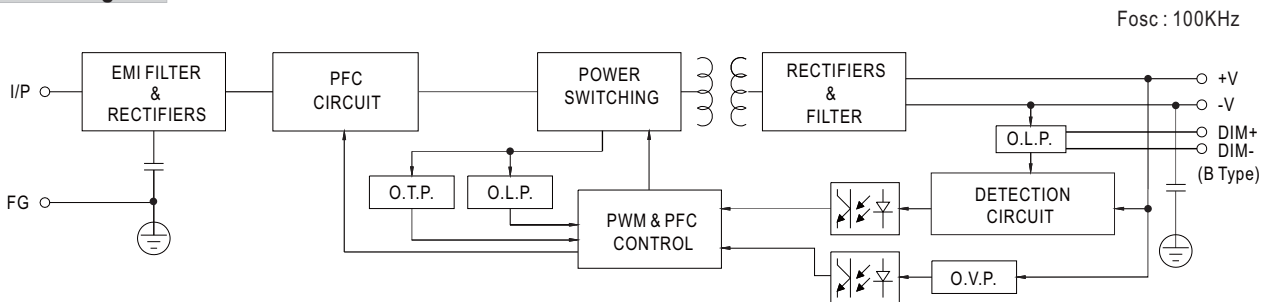 Fosc : 100KHz
I/P
EMI FILTER
&
RECTIFIERS
PFC
CIRCUIT
POWER
SWITCHING
RECTIFIERS
&
FILTER
+V
-V
DIM+
DIM-
(B Type)
O.L.P.
FG
O.T.P.
O.L.P.
PWM & PFC
CONTROL
DETECTION
CIRCUIT
O.V.P.